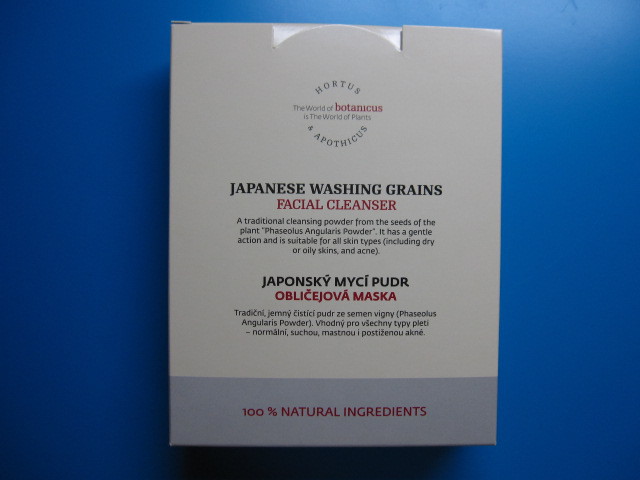 HORTUS
The World of botanicus
is The World of Plants
& APOTHICUS
JAPANESE WASHING GRAINS
FACIAL CLEANSER
A traditional cleansing powder from the seeds of the
plant "Phaseolus Angularis Powder". It has a gentle
action and is suitable for all skin types (including dry
or oily skins, and acne).
JAPONSKÝ MYCÍ PUDR
OBLIČEJOVÁ MASKA
Tradiční, jemný čistící pudr ze semen vigny (Phaseolus
Angularis Powder). Vhodný pro všechny typy pleti
– normální, suchou, mastnou i postiženou akné.
100 % NATURAL INGREDIENTS